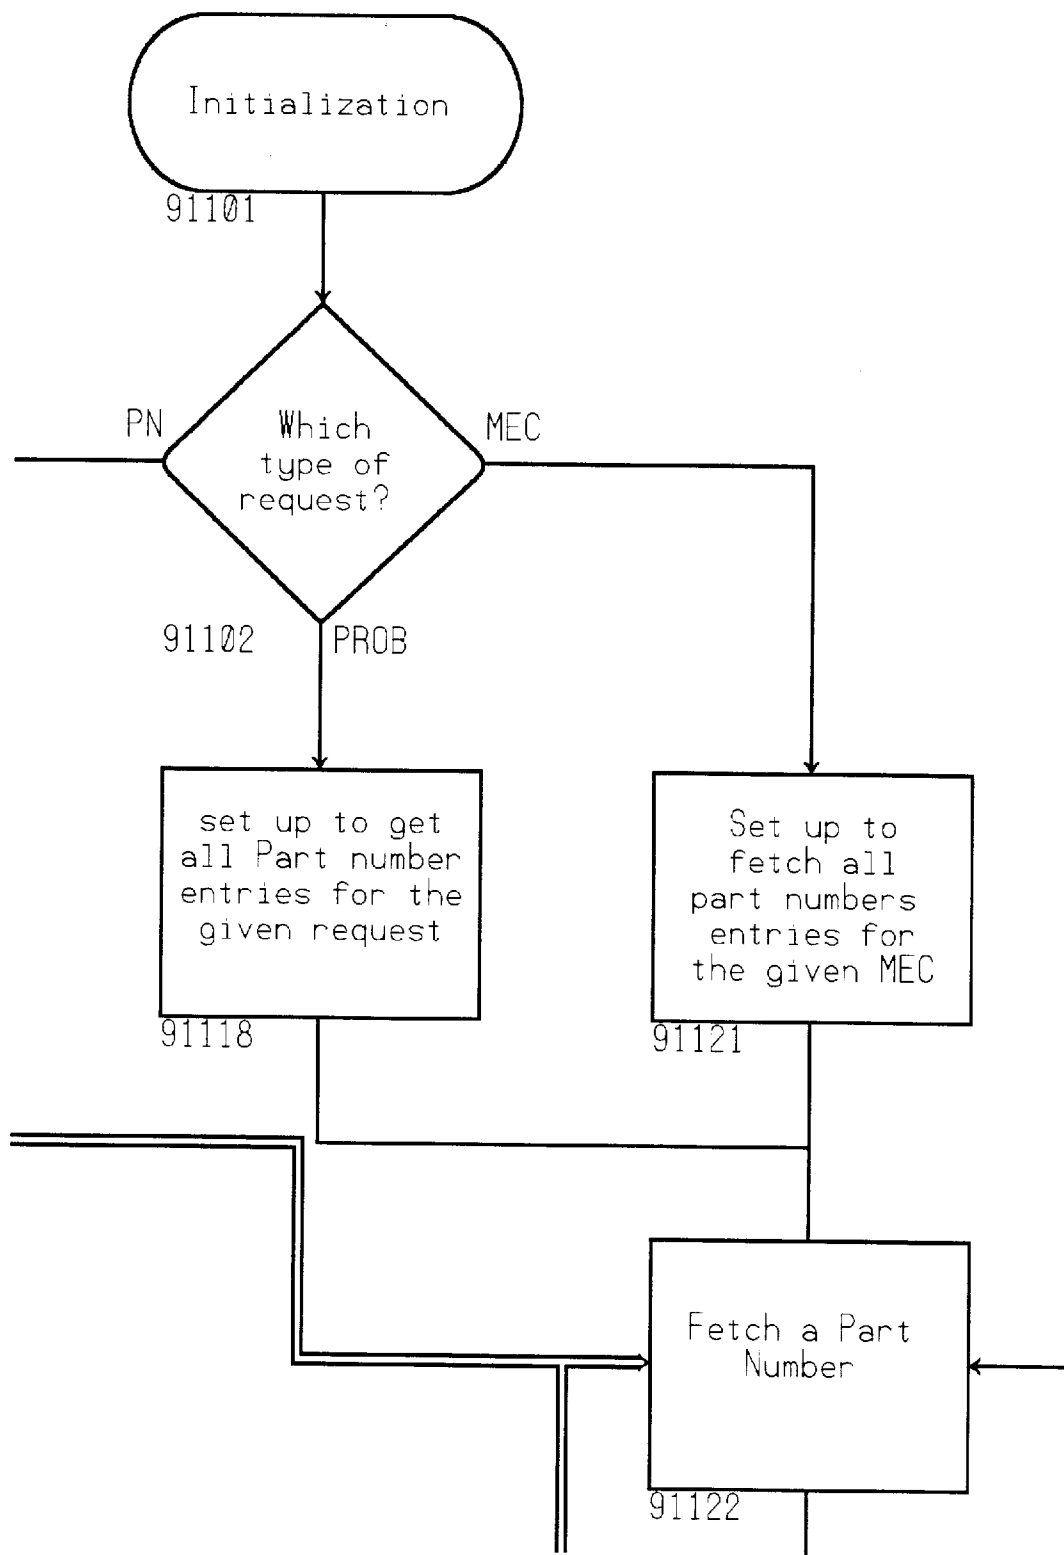 Initialization
91101
PN
MEC
Which
type of
request?
91102
PROB
set up to get
all Part number
entries for the
given request
91118
Set up to
fetch all
part numbers
entries for
the given MEC
91121
Fetch a Part
Number
91122